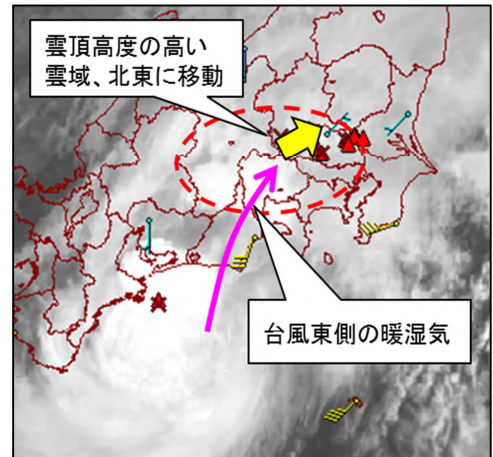 雲頂高度の高い
雲域、北東に移動
台風東側の暖湿気